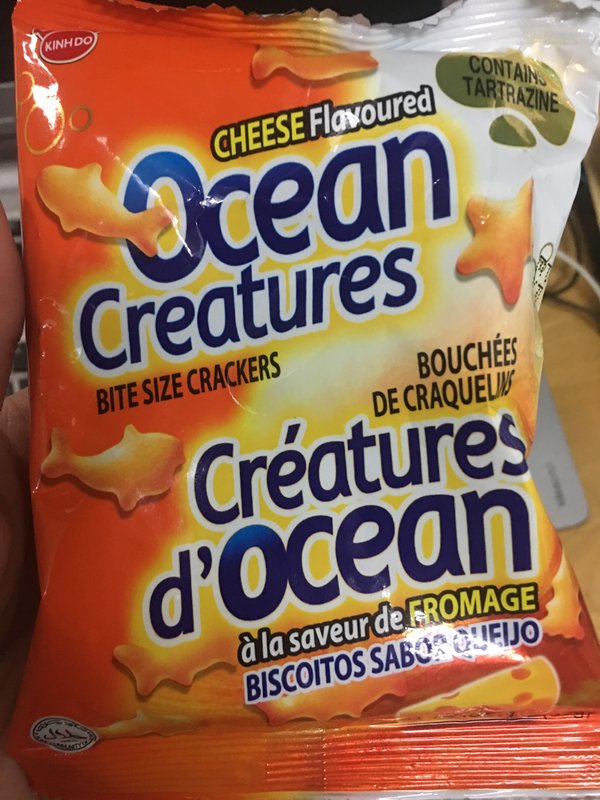 KINH DO
CONTAINS
TARTRAZINE
CHEESE Flavoured
Ocean
Creatures
BITE SIZE CRACKERS
BOUCHÉES
DE CRAQUELINS
Créatures
d'ocean
à la saveur de FROMAGE
BISCOITOS SABOR QUEIJO